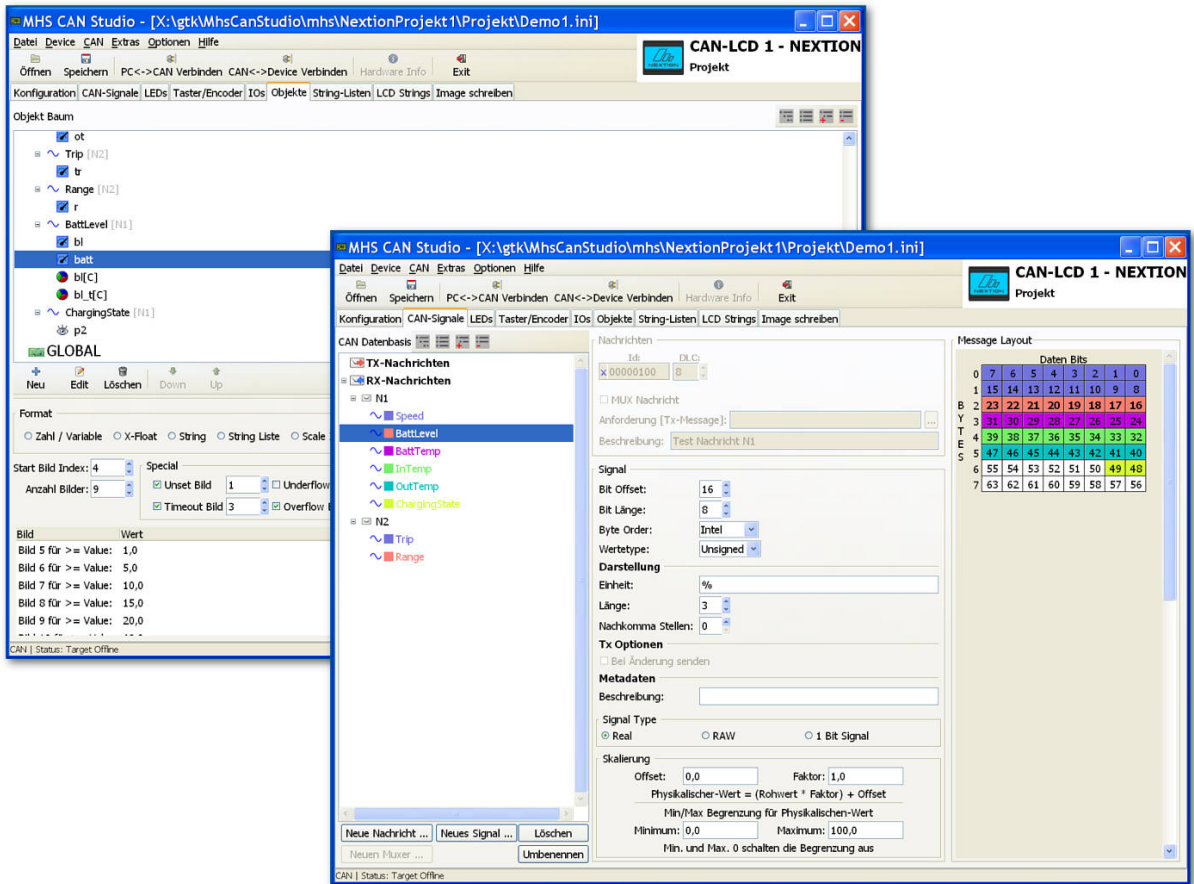 MHS CAN Studio - [X:\gtk\MhsCanStudio\mhs\NextionProjekt1\Projekt\Demo1.ini]
Datei Device CAN Extras Optionen Hilfe
Öffnen Speichern PC<->CAN Verbinden CAN<->Device Verbinden Hardware Info Exit
NEXTION
CAN-LCD 1 - NEXTION
Projekt
Konfiguration CAN-Signale LEDs Taster/Encoder IOs Objekte String-Listen LCD Strings Image schreiben
Objekt Baum
ot
Trip [N2]
tr
Range [N2]
r
BattLevel [N1]
bl
batt
bl[C]
bl_t[C]
ChargingState [N1]
p2
GLOBAL
Neu Edit Löschen Down Up
Format
Zahl / Variable X-Float String String Liste Scale
Start Bild Index: 4 Special
Anzahl Bilder: 9
Unset Bild 1 Underflow
Timeout Bild 3 Overflow
Bild Wert
Bild 5 für >= Value: 1,0
Bild 6 für >= Value: 5,0
Bild 7 für >= Value: 10,0
Bild 8 für >= Value: 15,0
Bild 9 für >= Value: 20,0
CAN | Status: Target Offline
MHS CAN Studio - [X:\gtk\MhsCanStudio\mhs\NextionProjekt1\Projekt\Demo1.ini]
Datei Device CAN Extras Optionen Hilfe
Öffnen Speichern PC<->CAN Verbinden CAN<->Device Verbinden Hardware Info Exit
NEXTION
CAN-LCD 1 - NEXTION
Projekt
Konfiguration CAN-Signale LEDs Taster/Encoder IOs Objekte String-Listen LCD Strings Image schreiben
CAN Datenbasis
TX-Nachrichten
RX-Nachrichten
N1
Speed
BattLevel
BattTemp
InTemp
OutTemp
ChargingState
N2
Trip
Range
Neue Nachricht ... Neues Signal ... Löschen
Neuen Muxer ... Umbenennen
Nachrichten
Id: DLC:
x 00000100 8
MUX Nachricht
Anforderung [Tx-Message]: ...
Beschreibung: Test Nachricht N1
Signal
Bit Offset: 16
Bit Länge: 8
Byte Order: Intel
Wertetype: Unsigned
Darstellung
Einheit: %
Länge: 3
Nachkomma Stellen: 0
Tx Optionen
Bei Änderung senden
Metadaten
Beschreibung:
Signal Type
Real RAW 1 Bit Signal
Skalierung
Offset: 0,0 Faktor: 1,0
Physikalischer-Wert = (Rohwert * Faktor) + Offset
Min/Max Begrenzung für Physikalischen-Wert
Minimum: 0,0 Maximum: 100,0
Min. und Max. 0 schalten die Begrenzung aus
Message Layout
Daten Bits
BYTES
0 7 6 5 4 3 2 1 0
1 15 14 13 12 11 10 9 8
2 23 22 21 20 19 18 17 16
3 31 30 29 28 27 26 25 24
4 39 38 37 36 35 34 33 32
5 47 46 45 44 43 42 41 40
6 55 54 53 52 51 50 49 48
7 63 62 61 60 59 58 57 56
CAN | Status: Target Offline